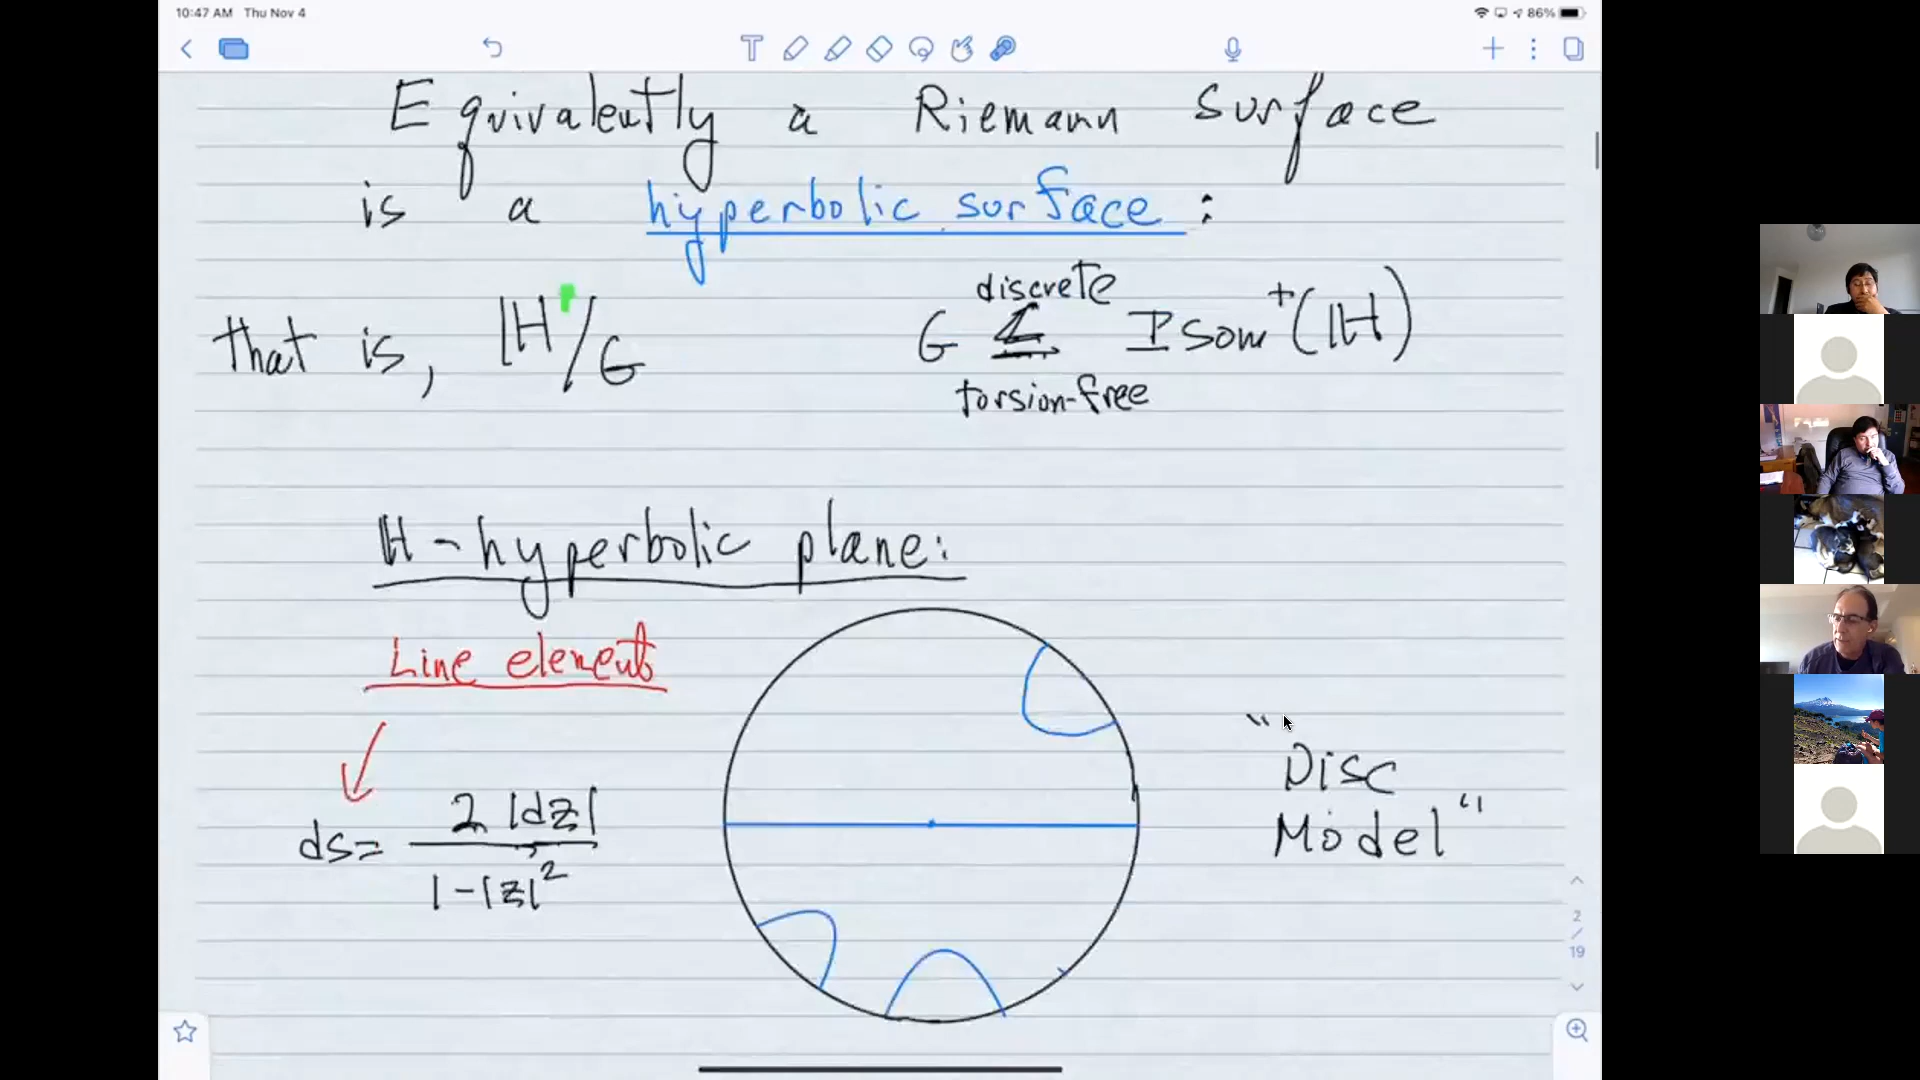 10:47 AM Thu Nov 4
86%
Equivalently a Riemann Surface
is a hyperbolic surface:
that is, ℍ/G
discrete
G ≤ Isom⁺(ℍ)
torsion-free
ℍ - hyperbolic plane:
Line element
"Disc
Model"
ds = 2|dz| / 1-|z|²
2
/
19